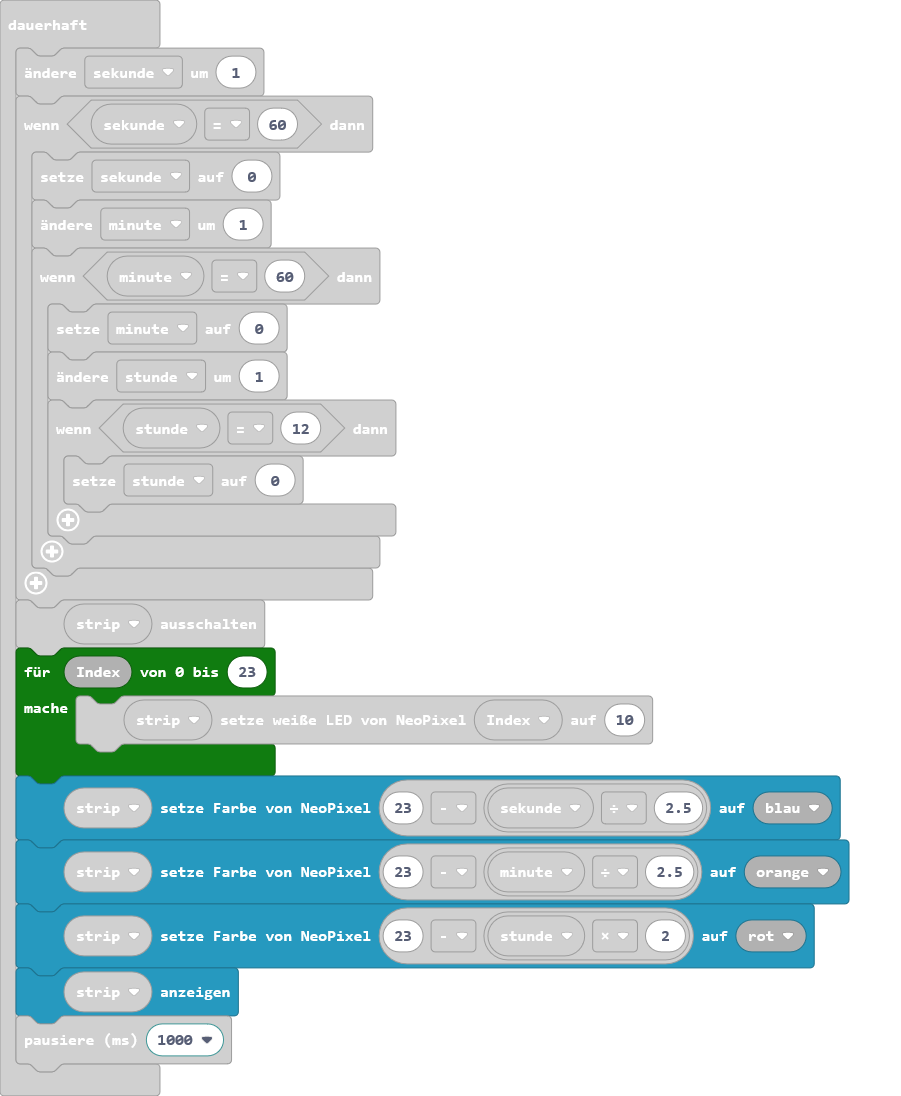 dauerhaft
ändere sekunde um 1
wenn sekunde = 60 dann
setze sekunde auf 0
ändere minute um 1
wenn minute = 60 dann
setze minute auf 0
ändere stunde um 1
wenn stunde = 12 dann
setze stunde auf 0
strip ausschalten
für Index von 0 bis 23
mache
strip setze weiße LED von NeoPixel Index auf 10
strip setze Farbe von NeoPixel 23 - sekunde ÷ 2.5 auf blau
strip setze Farbe von NeoPixel 23 - minute ÷ 2.5 auf orange
strip setze Farbe von NeoPixel 23 - stunde × 2 auf rot
strip anzeigen
pausiere (ms) 1000